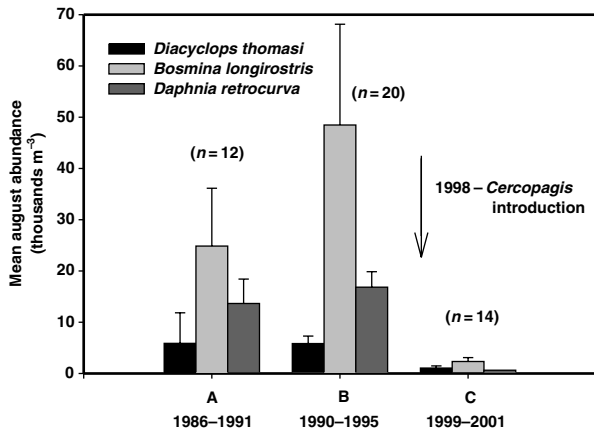 Mean august abundance
(thousands m⁻³)
70
60
50
40
30
20
10
0
Diacyclops thomasi
Bosmina longirostris
Daphnia retrocurva
(n=12)
(n=20)
1998 – Cercopagis
introduction
(n=14)
A
B
C
1986–1991
1990–1995
1999–2001